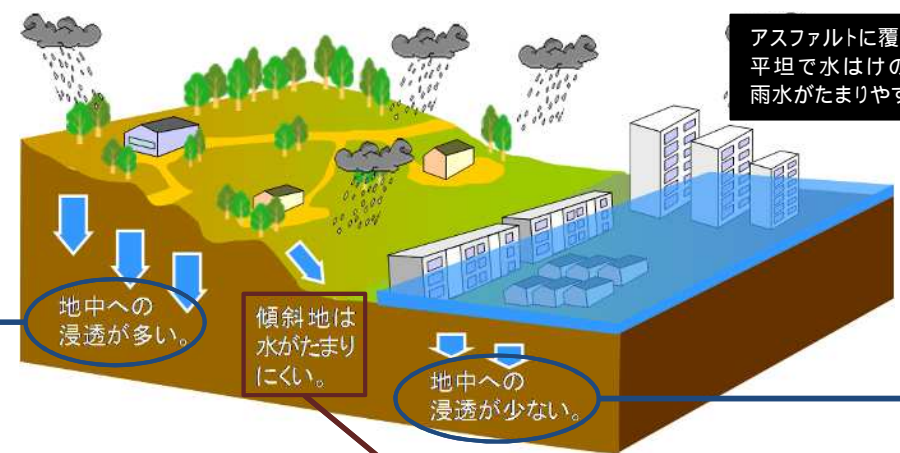 アスファルトに覆
平坦で水はけの
雨水がたまりやす
地中への
浸透が多い。
傾斜地は
水がたまり
にくい。
地中への
浸透が少ない。